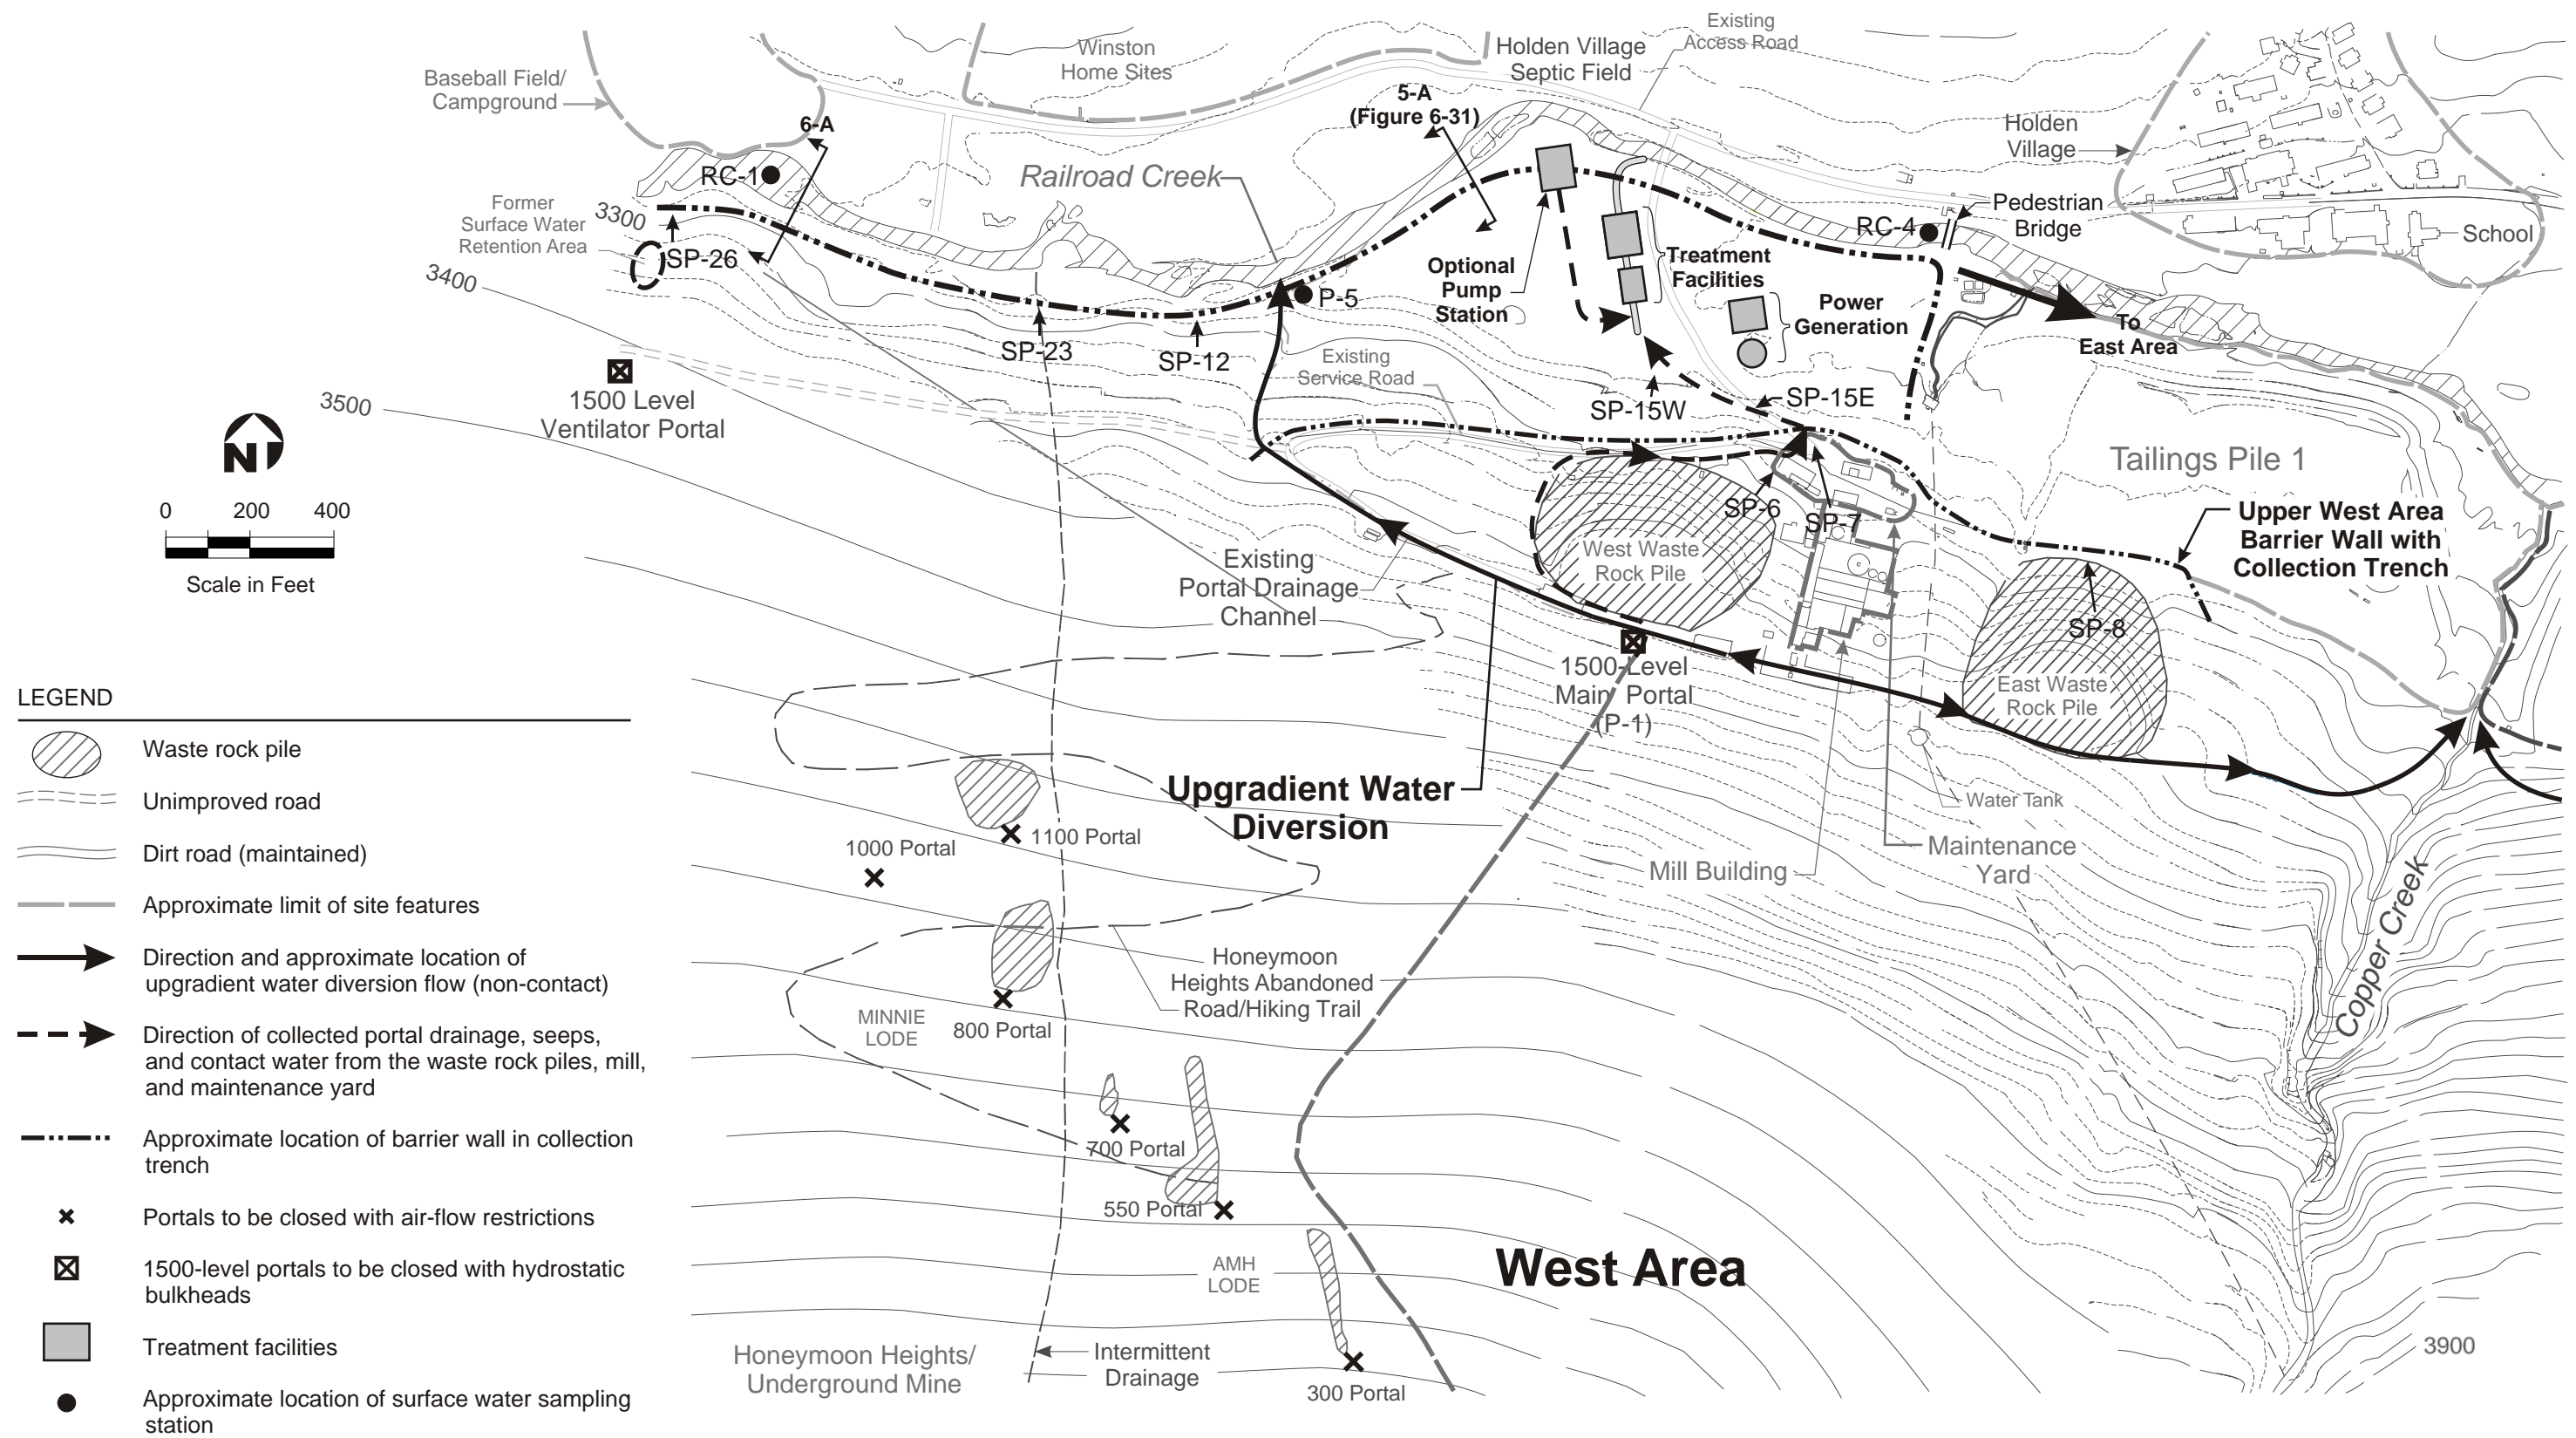 Existing
Access Road
Winston
Home Sites
Holden Village
Septic Field
Baseball Field/
Campground
5-A
(Figure 6-31)
6-A
Holden
Village
RC-1
Railroad Creek
Former
Surface Water
Retention Area
3300
Pedestrian
Bridge
RC-4
School
SP-26
3400
Treatment
Facilities
Optional
Pump
Station
P-5
Power
Generation
To
East Area
SP-23
SP-12
Existing
Service Road
3500
1500 Level
Ventilator Portal
SP-15W
SP-15E
N
Tailings Pile 1
0 200 400
Scale in Feet
SP-6
SP-7
Upper West Area
Barrier Wall with
Collection Trench
West Waste
Rock Pile
Existing
Portal Drainage
Channel
SP-8
1500-Level
Main Portal
(P-1)
East Waste
Rock Pile
Upgradient Water
Diversion
Water Tank
1100 Portal
1000 Portal
Mill Building
Maintenance
Yard
Copper Creek
Honeymoon
Heights Abandoned
Road/Hiking Trail
MINNIE
LODE
800 Portal
700 Portal
550 Portal
AMH
LODE
West Area
Honeymoon Heights/
Underground Mine
Intermittent
Drainage
300 Portal
3900
LEGEND
Waste rock pile
Unimproved road
Dirt road (maintained)
Approximate limit of site features
Direction and approximate location of
upgradient water diversion flow (non-contact)
Direction of collected portal drainage, seeps,
and contact water from the waste rock piles, mill,
and maintenance yard
Approximate location of barrier wall in collection
trench
Portals to be closed with air-flow restrictions
1500-level portals to be closed with hydrostatic
bulkheads
Treatment facilities
Approximate location of surface water sampling
station